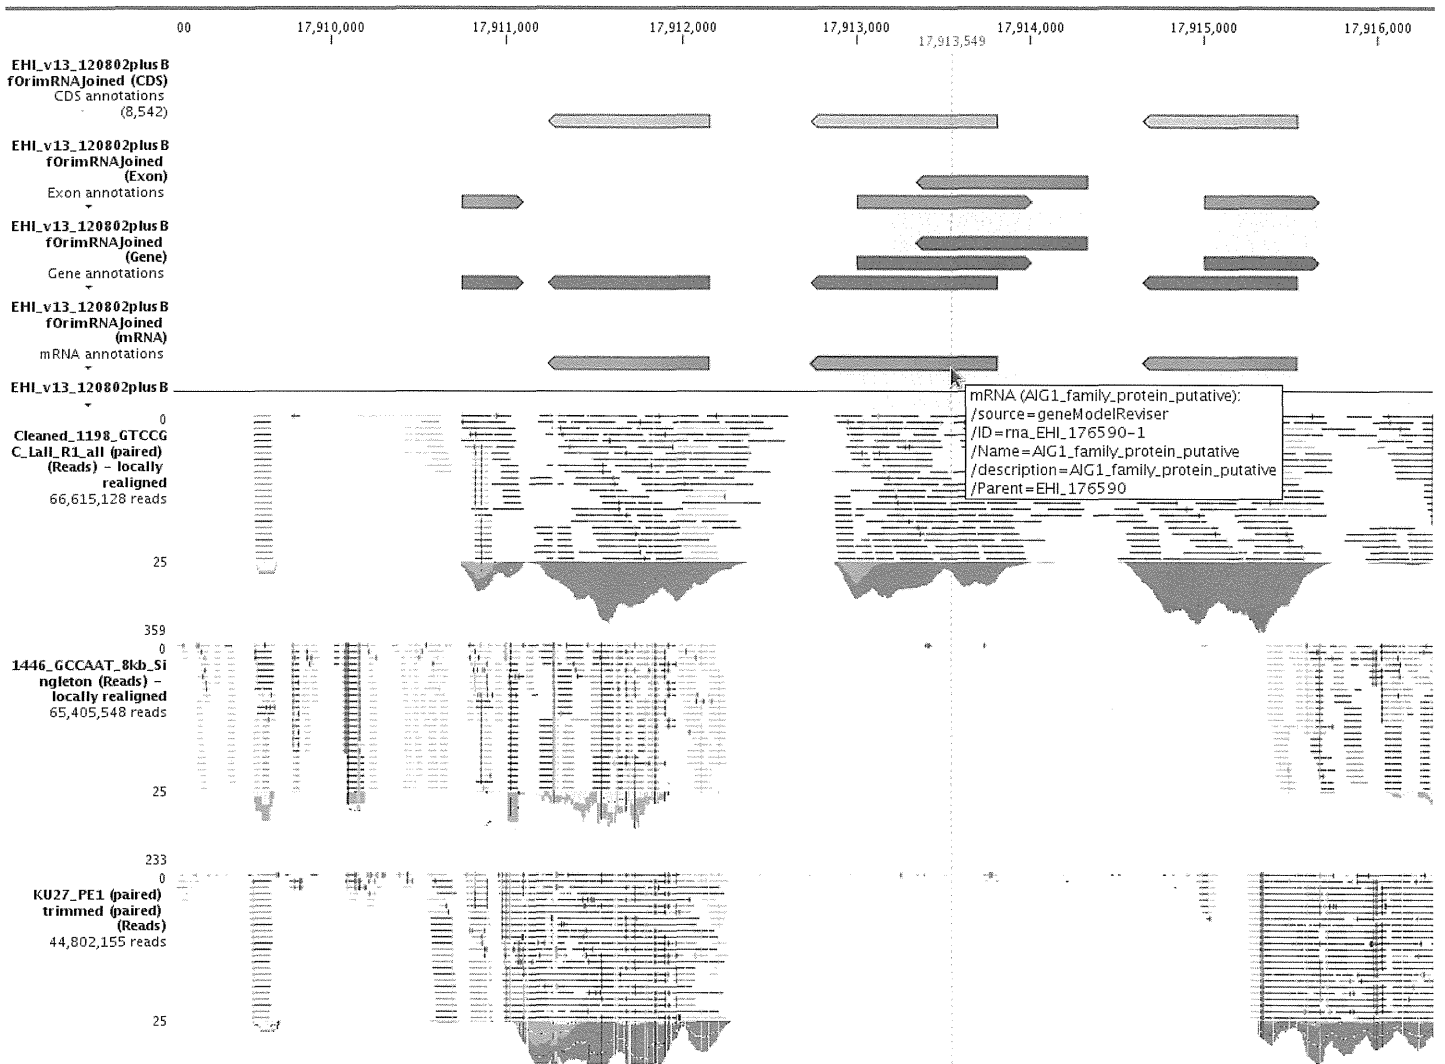 00 17,910,000 17,911,000 17,912,000 17,913,000 17,914,000 17,915,000 17,916,000
17,913,549
EHI_v13_120802plusB
fOrimRNAJoined (CDS)
CDS annotations
(8,542)
EHI_v13_120802plusB
fOrimRNAJoined
(Exon)
Exon annotations
EHI_v13_120802plusB
fOrimRNAJoined
(Gene)
Gene annotations
EHI_v13_120802plusB
fOrimRNAJoined
(mRNA)
mRNA annotations
EHI_v13_120802plusB
mRNA (AIG1_family_protein_putative):
/source=geneModelReviser
/ID=rna_EHI_176590-1
/Name=AIG1_family_protein_putative
/description=AIG1_family_protein_putative
/Parent=EHI_176590
0
Cleaned_1198_GTCCG
C_Lall_R1_all (paired)
(Reads) – locally
realigned
66,615,128 reads
25
359
0
1446_GCCAAT_8kb_Si
ngleton (Reads) –
locally realigned
65,405,548 reads
25
233
0
KU27_PE1 (paired)
trimmed (paired)
(Reads)
44,802,155 reads
25